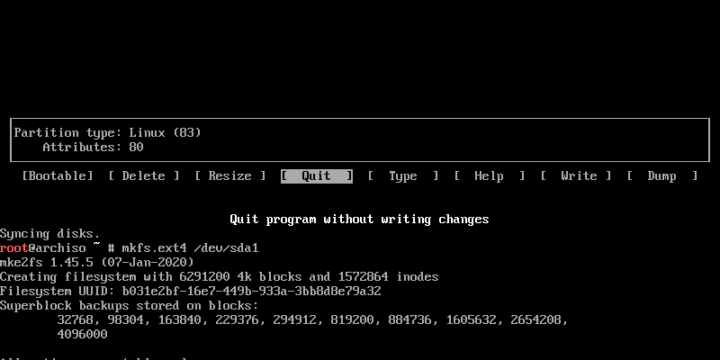 Partition type: Linux (83)
Attributes: 80
[Bootable] [ Delete ] [ Resize ] [ Quit ] [ Type ] [ Help ] [ Write ] [ Dump ]
Quit program without writing changes
Syncing disks.
root@archiso ~ # mkfs.ext4 /dev/sda1
mke2fs 1.45.5 (07-Jan-2020)
Creating filesystem with 6291200 4k blocks and 1572864 inodes
Filesystem UUID: b031e2bf-16e7-449b-933a-3bb8d8e79a32
Superblock backups stored on blocks:
32768, 98304, 163840, 229376, 294912, 819200, 884736, 1605632, 2654208,
4096000